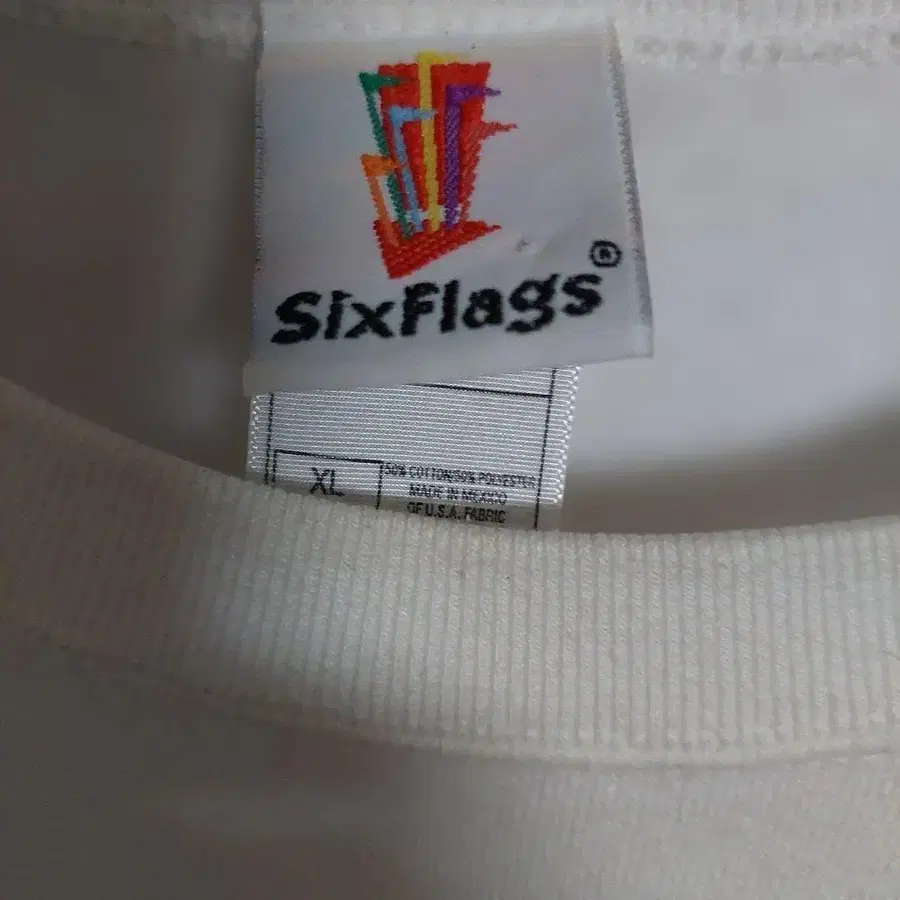 SixFlags®
XL
50% COTTON/50% POLYESTER
MADE IN MEXICO
OF U.S.A. FABRIC